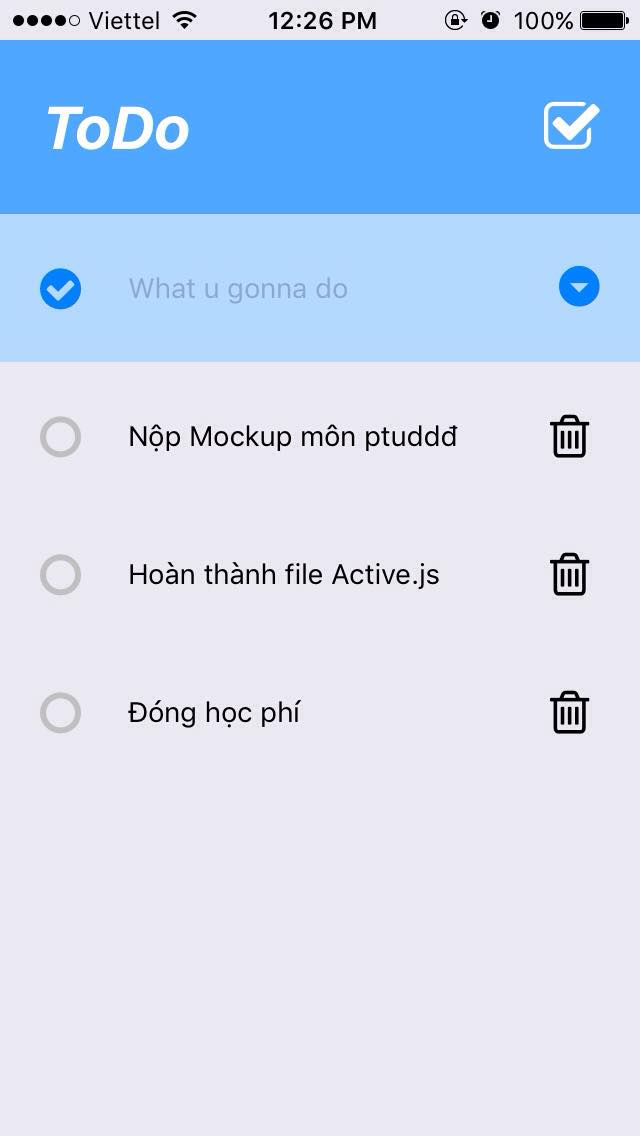 Viettel 12:26 PM 100%
ToDo
What u gonna do
Nộp Mockup môn ptuddđ
Hoàn thành file Active.js
Đóng học phí